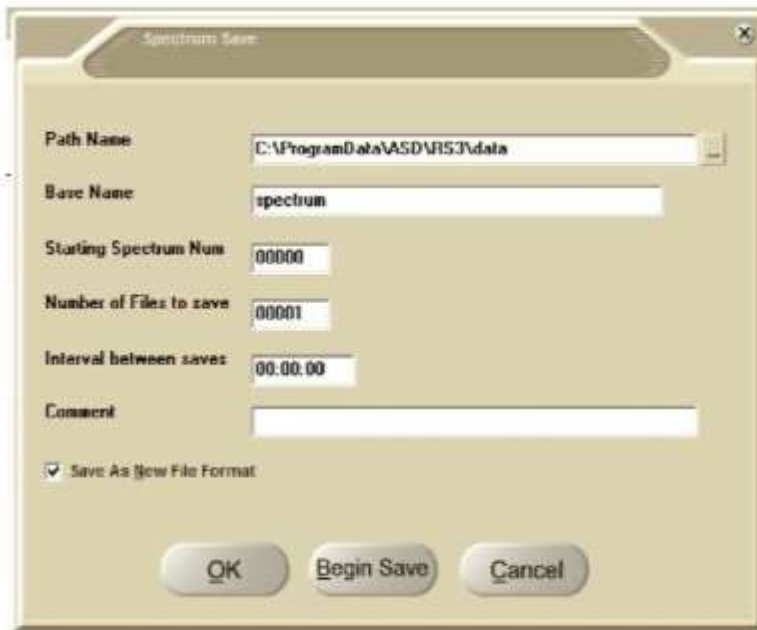 Spectrum Save
Path Name C:\ProgramData\ASD\RS3\data ...
Base Name spectrum
Starting Spectrum Num 00000
Number of Files to save 00001
Interval between saves 00:00:00
Comment
Save As New File Format
OK Begin Save Cancel